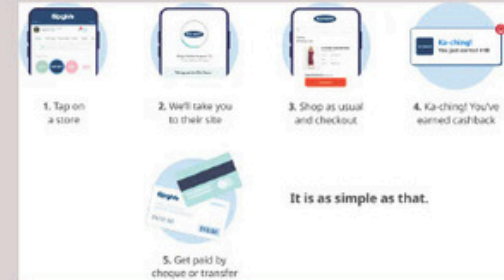 flipgive
1. Tap on
a store
2. We'll take you
to their site
3. Shop as usual
and checkout
Ka-ching!
4. Ka-ching! You've
earned cashback
flipgive
5. Get paid by
cheque or transfer
It is as simple as that.